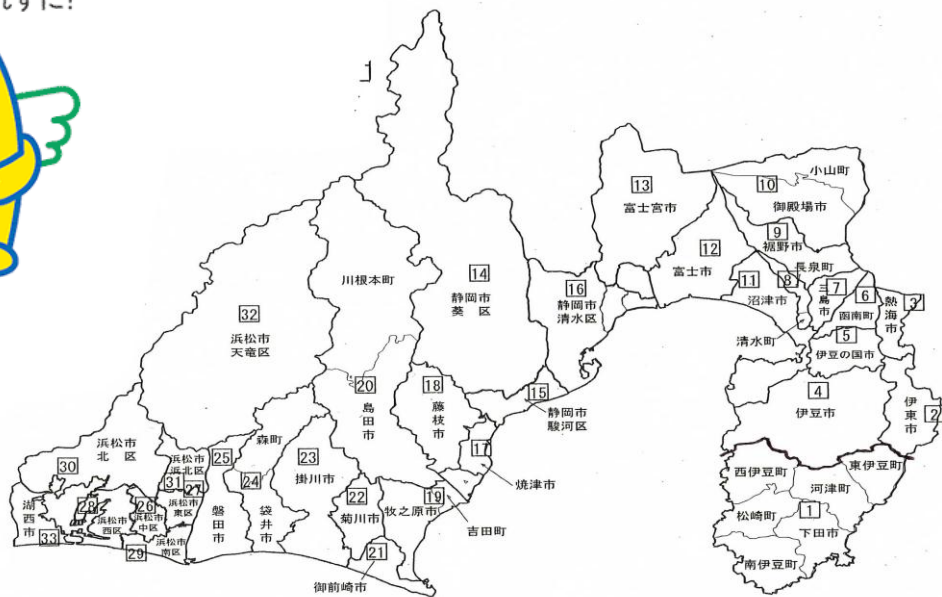 れずに!
13
富士宮市
小山町
10
御殿場市
9
裾野市
12
富士市
長泉町
11
沼津市
8
7
三島市
6
函南町
熱海市
3
清水町
5
伊豆の国市
4
伊豆市
伊東市
2
西伊豆町
東伊豆町
河津町
松崎町
1
下田市
南伊豆町
14
静岡市
葵区
16
静岡市
清水区
15
静岡市
駿河区
川根本町
20
島田市
18
藤枝市
17
焼津市
19
牧之原市
吉田町
32
浜松市
天竜区
森町
23
掛川市
22
菊川市
21
御前崎市
25
磐田市
24
袋井市
浜松市
北区
30
浜松市
浜北区
31
27
浜松市
東区
28
浜松市
西区
26
浜松市
中区
浜松市
南区
29
湖西市
33